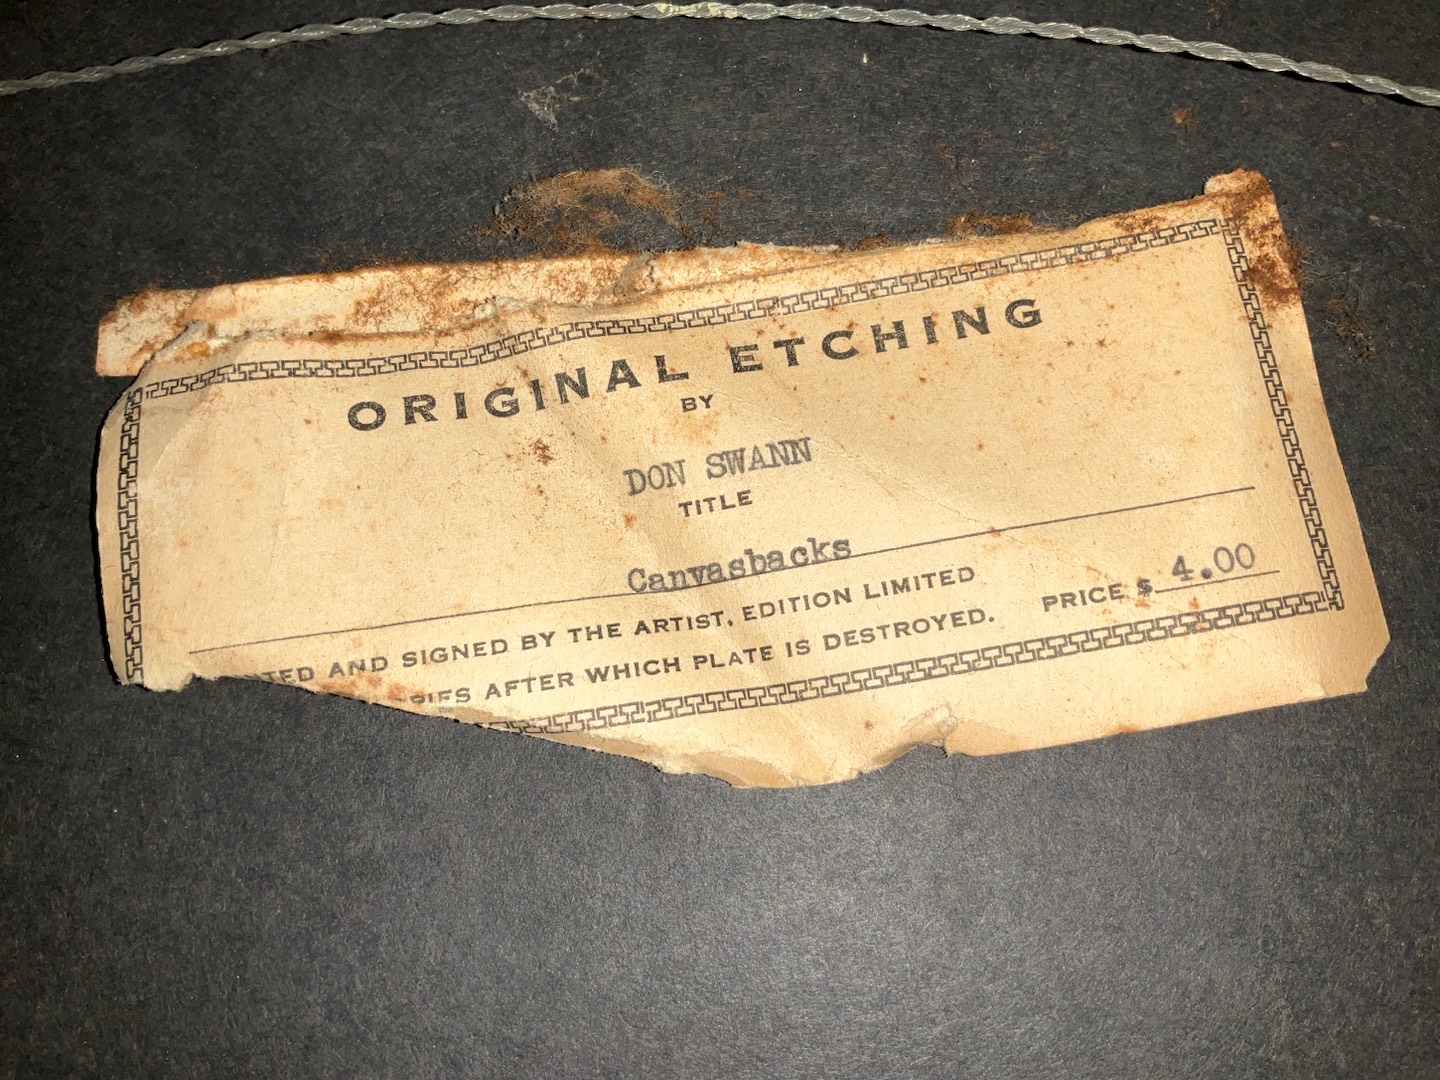 ORIGINAL ETCHING
BY
DON SWANN
TITLE
Canvasbacks
AND SIGNED BY THE ARTIST, EDITION LIMITED
AFTER WHICH PLATE IS DESTROYED. PRICE $ 4.00